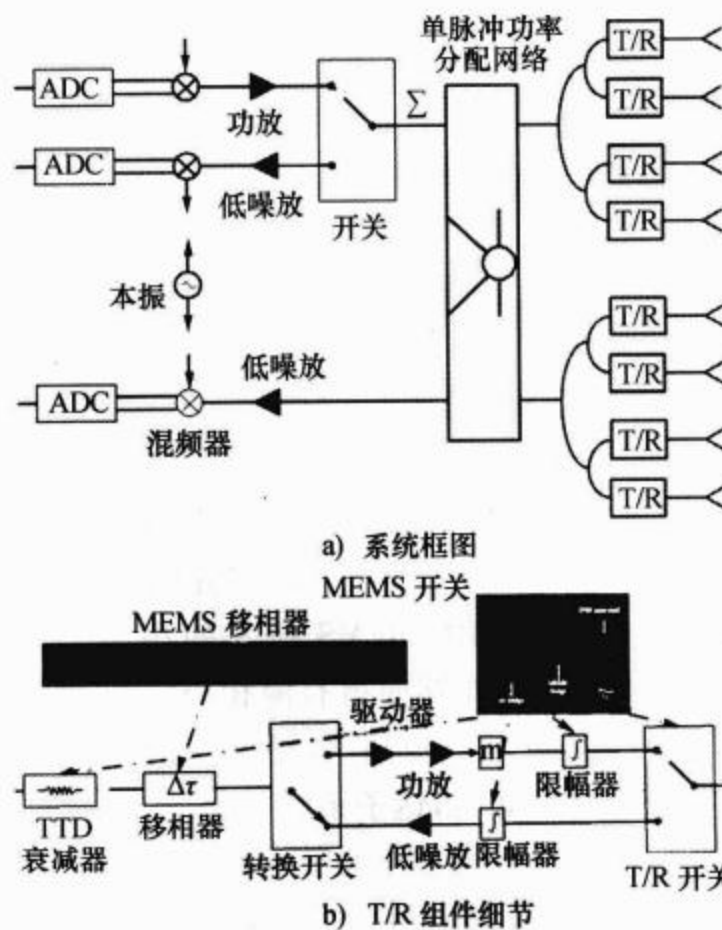 单脉冲功率
分配网络
ADC
功放
∑
T/R
T/R
ADC
低噪放
开关
T/R
T/R
本振
T/R
T/R
ADC
低噪放
混频器
T/R
T/R
a) 系统框图
MEMS 开关
MEMS 移相器
驱动器
功放
m
限幅器
Δτ
TTD
衰减器
移相器
转换开关
低噪放
限幅器
T/R 开关
b) T/R 组件细节